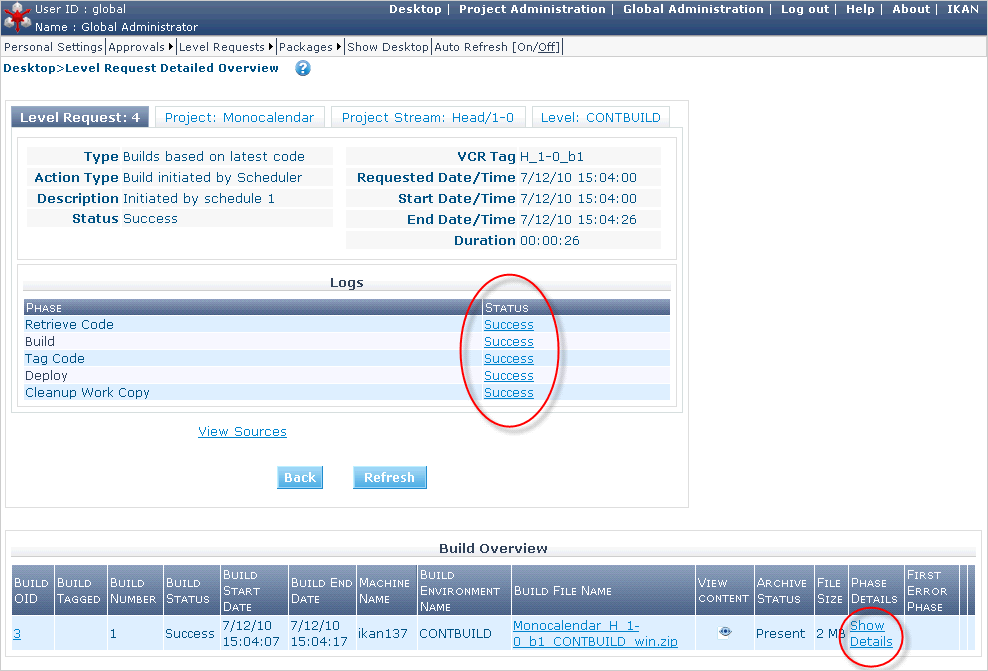 User ID : global
Desktop | Project Administration | Global Administration | Log out | Help | About | IKAN
Name : Global Administrator
Personal Settings Approvals Level Requests Packages Show Desktop Auto Refresh [On/Off]
Desktop>Level Request Detailed Overview ?
Level Request: 4 Project: Monocalendar Project Stream: Head/1-0 Level: CONTBUILD
Type Builds based on latest code
Action Type Build initiated by Scheduler
Description Initiated by schedule 1
Status Success
VCR Tag H_1-0_b1
Requested Date/Time 7/12/10 15:04:00
Start Date/Time 7/12/10 15:04:00
End Date/Time 7/12/10 15:04:26
Duration 00:00:26
Logs
PHASE STATUS
Retrieve Code Success
Build Success
Tag Code Success
Deploy Success
Cleanup Work Copy Success
View Sources
Back Refresh
Build Overview
BUILD OID
BUILD TAGGED
BUILD NUMBER
BUILD STATUS
BUILD START DATE
BUILD END DATE
MACHINE NAME
BUILD ENVIRONMENT NAME
BUILD FILE NAME
VIEW CONTENT
ARCHIVE STATUS
FILE SIZE
PHASE DETAILS
FIRST ERROR PHASE
3
1
Success
7/12/10 15:04:07
7/12/10 15:04:17
ikan137
CONTBUILD
Monocalendar_H_1-
0_b1_CONTBUILD_win.zip
Present
2 MB
Show
Details